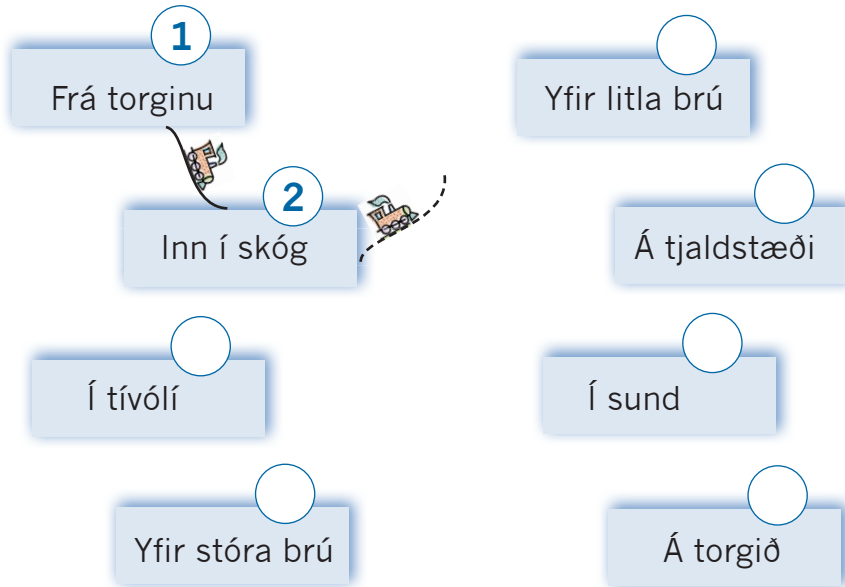 1
Frá torginu
2
Inn í skóg
Í tívólí
Yfir stóra brú
Yfir litla brú
Á tjaldstæði
Í sund
Á torgið